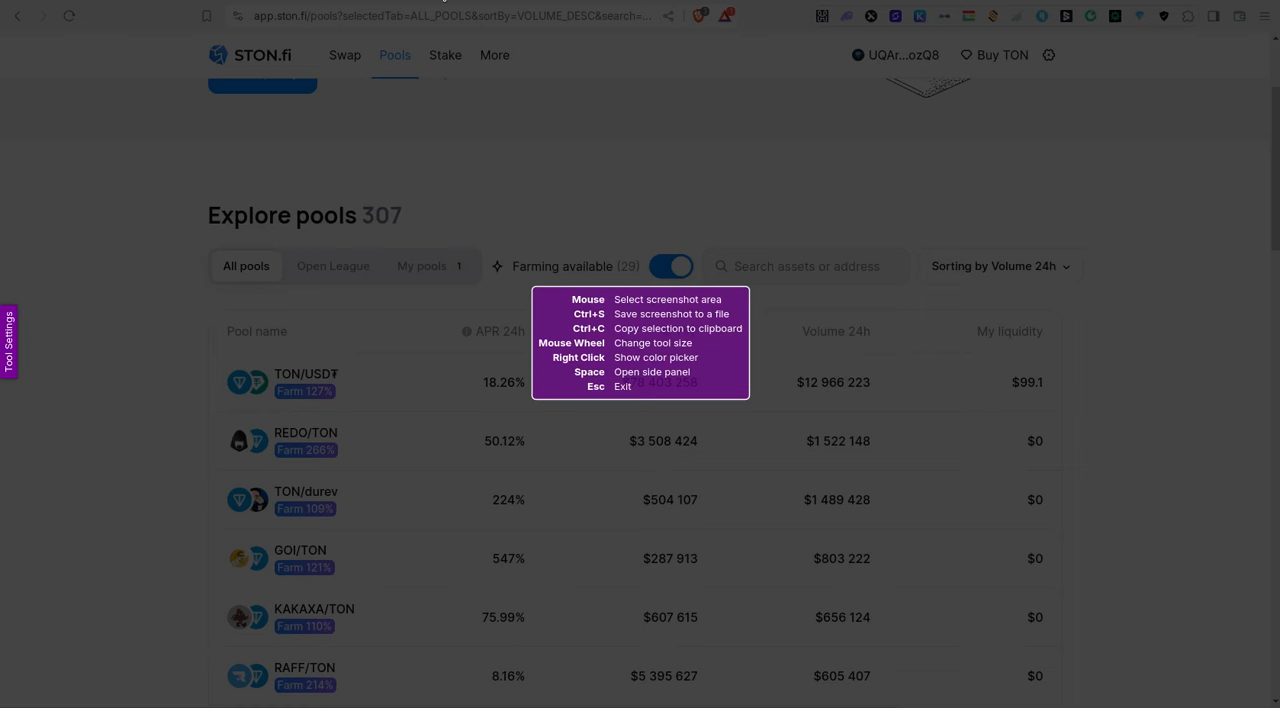 app.ston.fi/pools?selectedTab=ALL_POOLS&sortBy=VOLUME_DESC&search=...
STON.fi
Swap
Pools
Stake
More
UQAr...ozQ8
Buy TON
Explore pools 307
All pools
Open League
My pools 1
Farming available (29)
Search assets or address
Sorting by Volume 24h
Tool Settings
Mouse Select screenshot area
Ctrl+S Save screenshot to a file
Ctrl+C Copy selection to clipboard
Mouse Wheel Change tool size
Right Click Show color picker
Space Open side panel
Esc Exit
Pool name
APR 24h
Volume 24h
My liquidity
TON/USD₮
Farm 127%
18.26%
$12 966 223
$99.1
REDO/TON
Farm 266%
50.12%
$3 508 424
$1 522 148
$0
TON/durev
Farm 109%
224%
$504 107
$1 489 428
$0
GOI/TON
Farm 121%
547%
$287 913
$803 222
$0
KAKAXA/TON
Farm 110%
75.99%
$607 615
$656 124
$0
RAFF/TON
Farm 214%
8.16%
$5 395 627
$605 407
$0